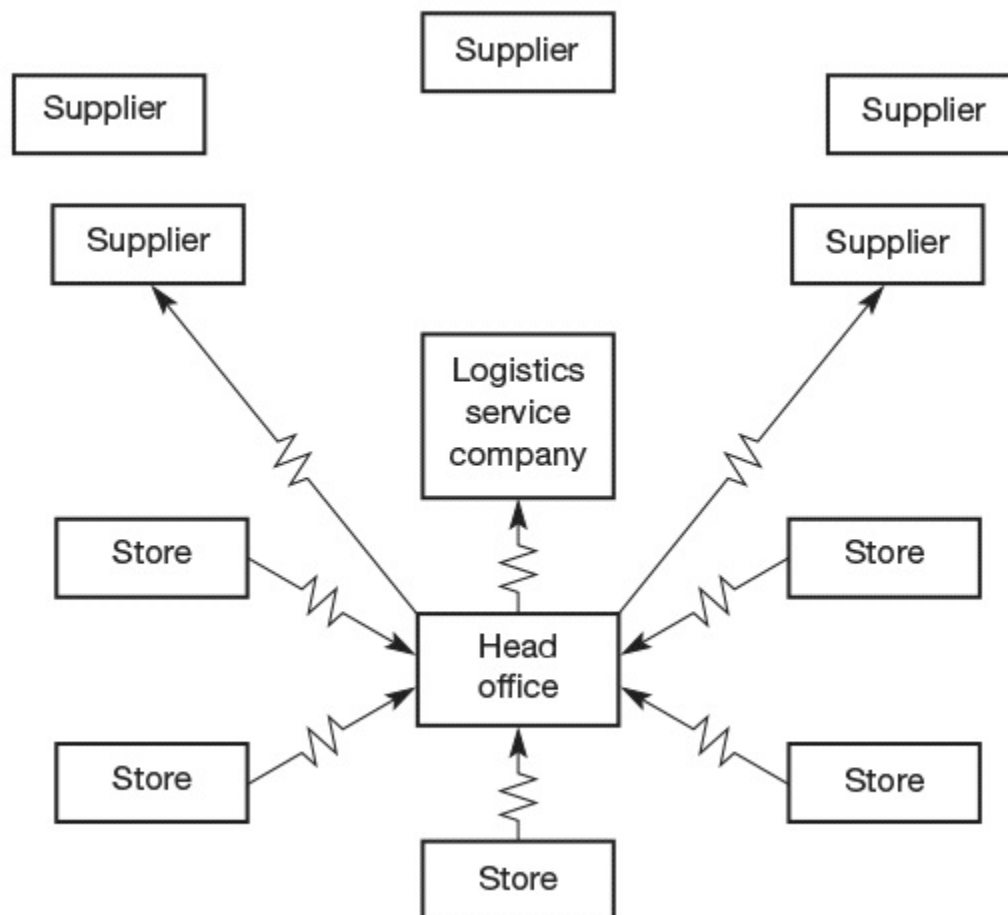 Supplier
Supplier
Supplier
Supplier
Supplier
Logistics
service
company
Store
Store
Head
office
Store
Store
Store